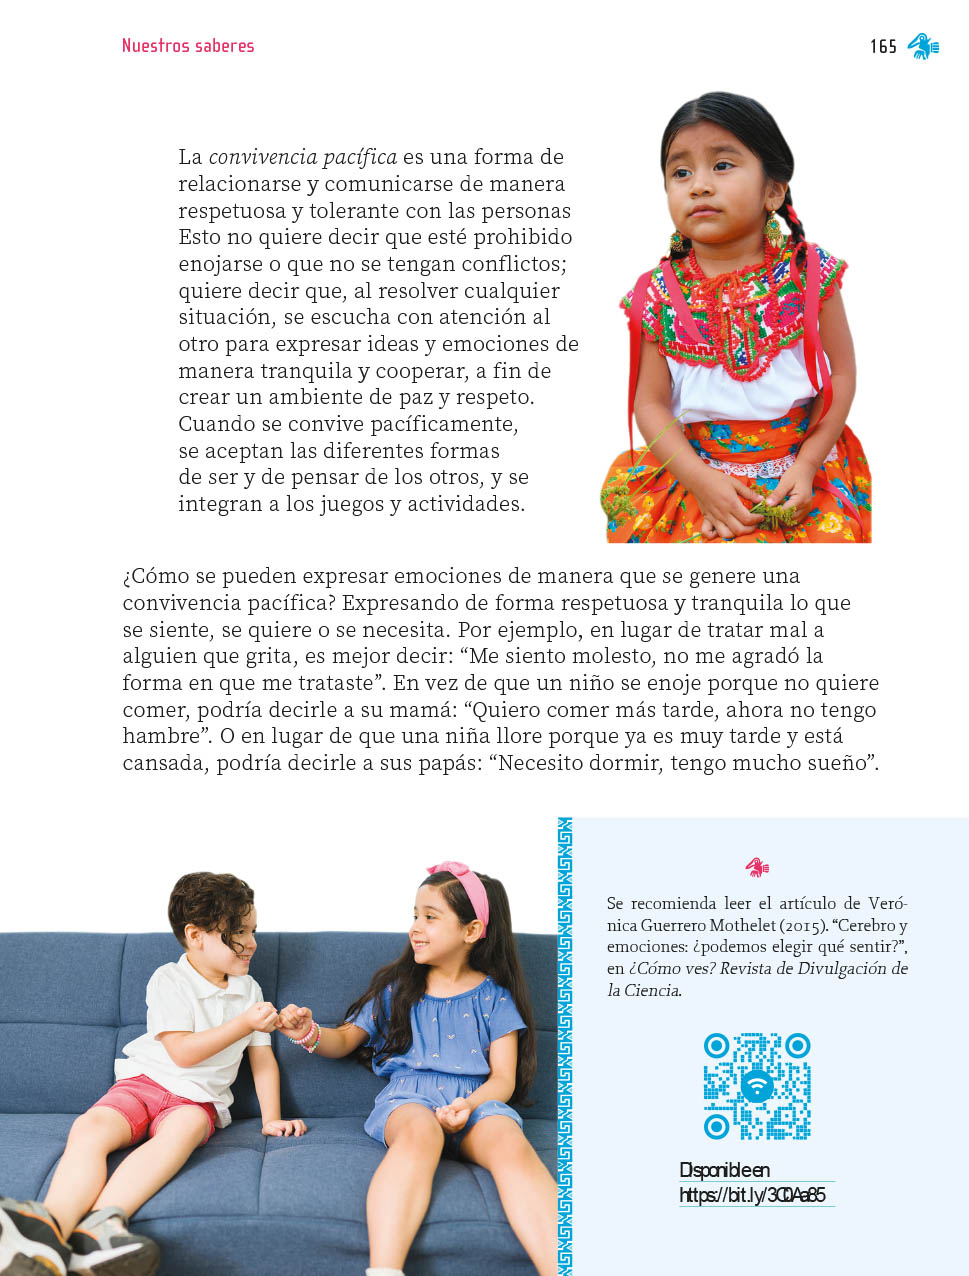 Nuestros saberes
165
La convivencia pacífica es una forma de
relacionarse y comunicarse de manera
respetuosa y tolerante con las personas
Esto no quiere decir que esté prohibido
enojarse o que no se tengan conflictos;
quiere decir que, al resolver cualquier
situación, se escucha con atención al
otro para expresar ideas y emociones de
manera tranquila y cooperar, a fin de
crear un ambiente de paz y respeto.
Cuando se convive pacíficamente,
se aceptan las diferentes formas
de ser y de pensar de los otros, y se
integran a los juegos y actividades.
¿Cómo se pueden expresar emociones de manera que se genere una
convivencia pacífica? Expresando de forma respetuosa y tranquila lo que
se siente, se quiere o se necesita. Por ejemplo, en lugar de tratar mal a
alguien que grita, es mejor decir: “Me siento molesto, no me agradó la
forma en que me trataste”. En vez de que un niño se enoje porque no quiere
comer, podría decirle a su mamá: “Quiero comer más tarde, ahora no tengo
hambre”. O en lugar de que una niña llore porque ya es muy tarde y está
cansada, podría decirle a sus papás: “Necesito dormir, tengo mucho sueño”.
Se recomienda leer el artículo de Veró-
nica Guerrero Mothelet (2015). “Cerebro y
emociones: ¿podemos elegir qué sentir?”,
en ¿Cómo ves? Revista de Divulgación de
la Ciencia.
Disponible en